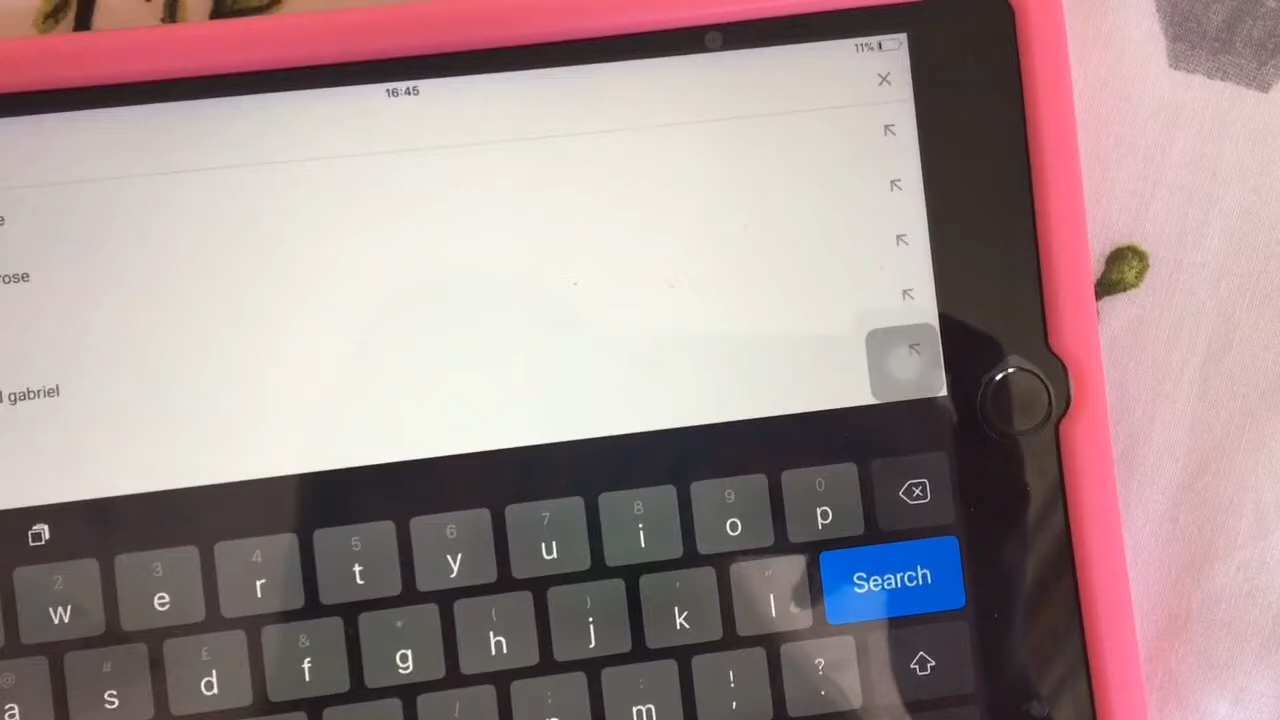 16:45 11%
e
rose
l gabriel
2 3 4 5 6 7 8 9 0
w e r t y u i o p
@ # £ & * ( ) ' "
a s d f g h j k l Search
/ ; : ! ?
m , .